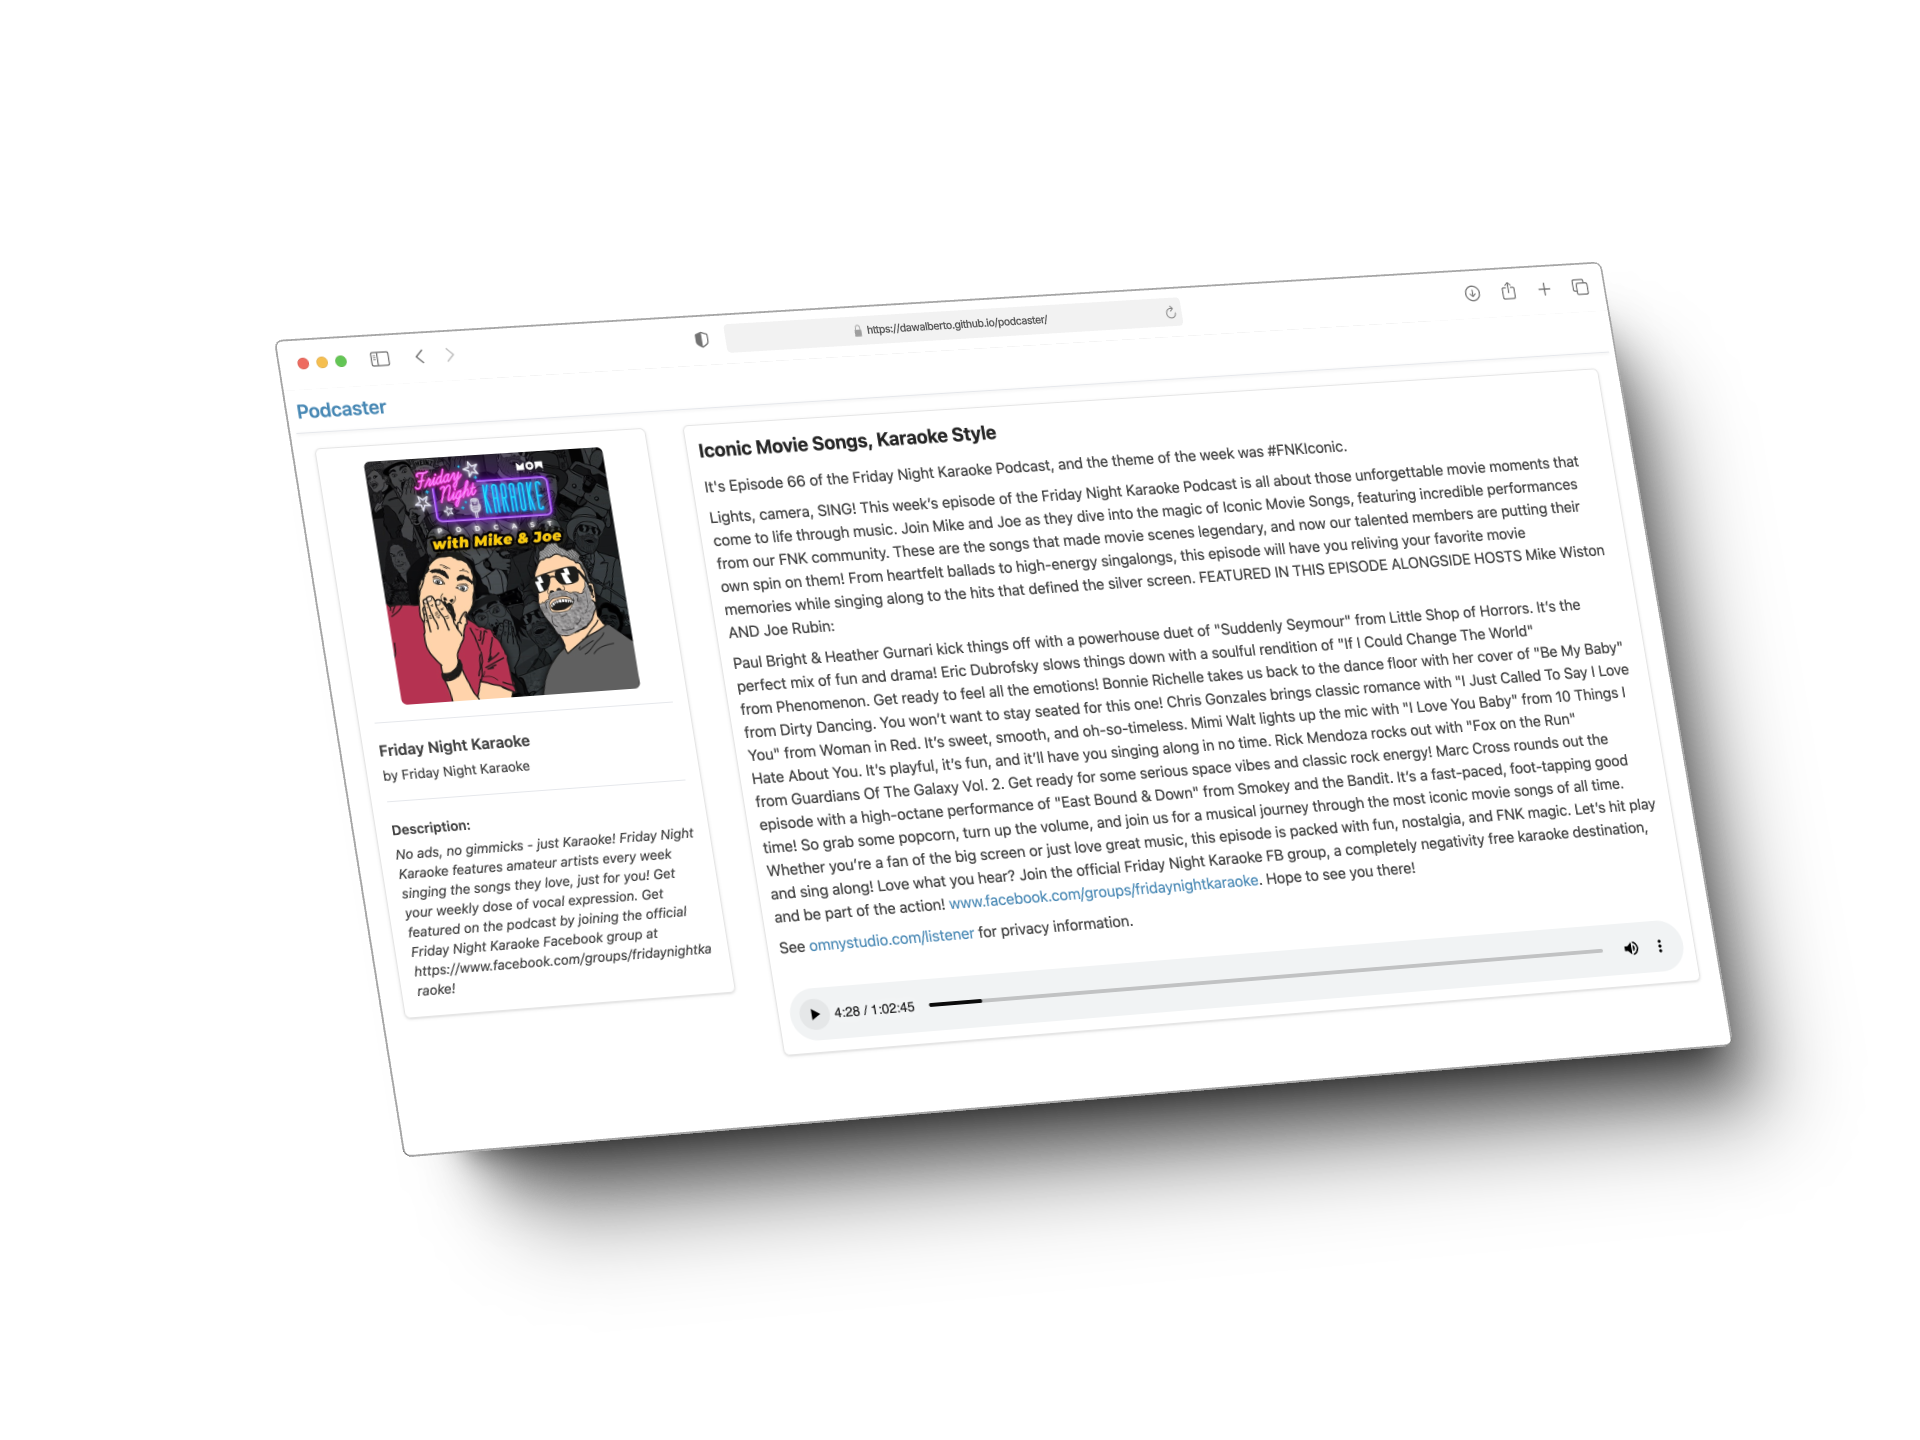 https://dawalberto.github.io/podcaster/
Podcaster
MOW
Friday
Night
KARAOKE
PODCAST
with Mike & Joe
Friday Night Karaoke
by Friday Night Karaoke
Description:
No ads, no gimmicks - just Karaoke! Friday Night
Karaoke features amateur artists every week
singing the songs they love, just for you! Get
your weekly dose of vocal expression. Get
featured on the podcast by joining the official
Friday Night Karaoke Facebook group at
https://www.facebook.com/groups/fridaynightka
raoke!
Iconic Movie Songs, Karaoke Style
It's Episode 66 of the Friday Night Karaoke Podcast, and the theme of the week was #FNKIconic.
Lights, camera, SING! This week's episode of the Friday Night Karaoke Podcast is all about those unforgettable movie moments that
come to life through music. Join Mike and Joe as they dive into the magic of Iconic Movie Songs, featuring incredible performances
from our FNK community. These are the songs that made movie scenes legendary, and now our talented members are putting their
own spin on them! From heartfelt ballads to high-energy singalongs, this episode will have you reliving your favorite movie
memories while singing along to the hits that defined the silver screen. FEATURED IN THIS EPISODE ALONGSIDE HOSTS Mike Wiston
AND Joe Rubin:
Paul Bright & Heather Gurnari kick things off with a powerhouse duet of "Suddenly Seymour" from Little Shop of Horrors. It's the
perfect mix of fun and drama! Eric Dubrofsky slows things down with a soulful rendition of "If I Could Change The World"
from Phenomenon. Get ready to feel all the emotions! Bonnie Richelle takes us back to the dance floor with her cover of "Be My Baby"
from Dirty Dancing. You won't want to stay seated for this one! Chris Gonzales brings classic romance with "I Just Called To Say I Love
You" from Woman in Red. It's sweet, smooth, and oh-so-timeless. Mimi Walt lights up the mic with "I Love You Baby" from 10 Things I
Hate About You. It's playful, it's fun, and it'll have you singing along in no time. Rick Mendoza rocks out with "Fox on the Run"
from Guardians Of The Galaxy Vol. 2. Get ready for some serious space vibes and classic rock energy! Marc Cross rounds out the
episode with a high-octane performance of "East Bound & Down" from Smokey and the Bandit. It's a fast-paced, foot-tapping good
time! So grab some popcorn, turn up the volume, and join us for a musical journey through the most iconic movie songs of all time.
Whether you're a fan of the big screen or just love great music, this episode is packed with fun, nostalgia, and FNK magic. Let's hit play
and sing along! Love what you hear? Join the official Friday Night Karaoke FB group, a completely negativity free karaoke destination,
and be part of the action! www.facebook.com/groups/fridaynightkaraoke. Hope to see you there!
See omnystudio.com/listener for privacy information.
4:28 / 1:02:45